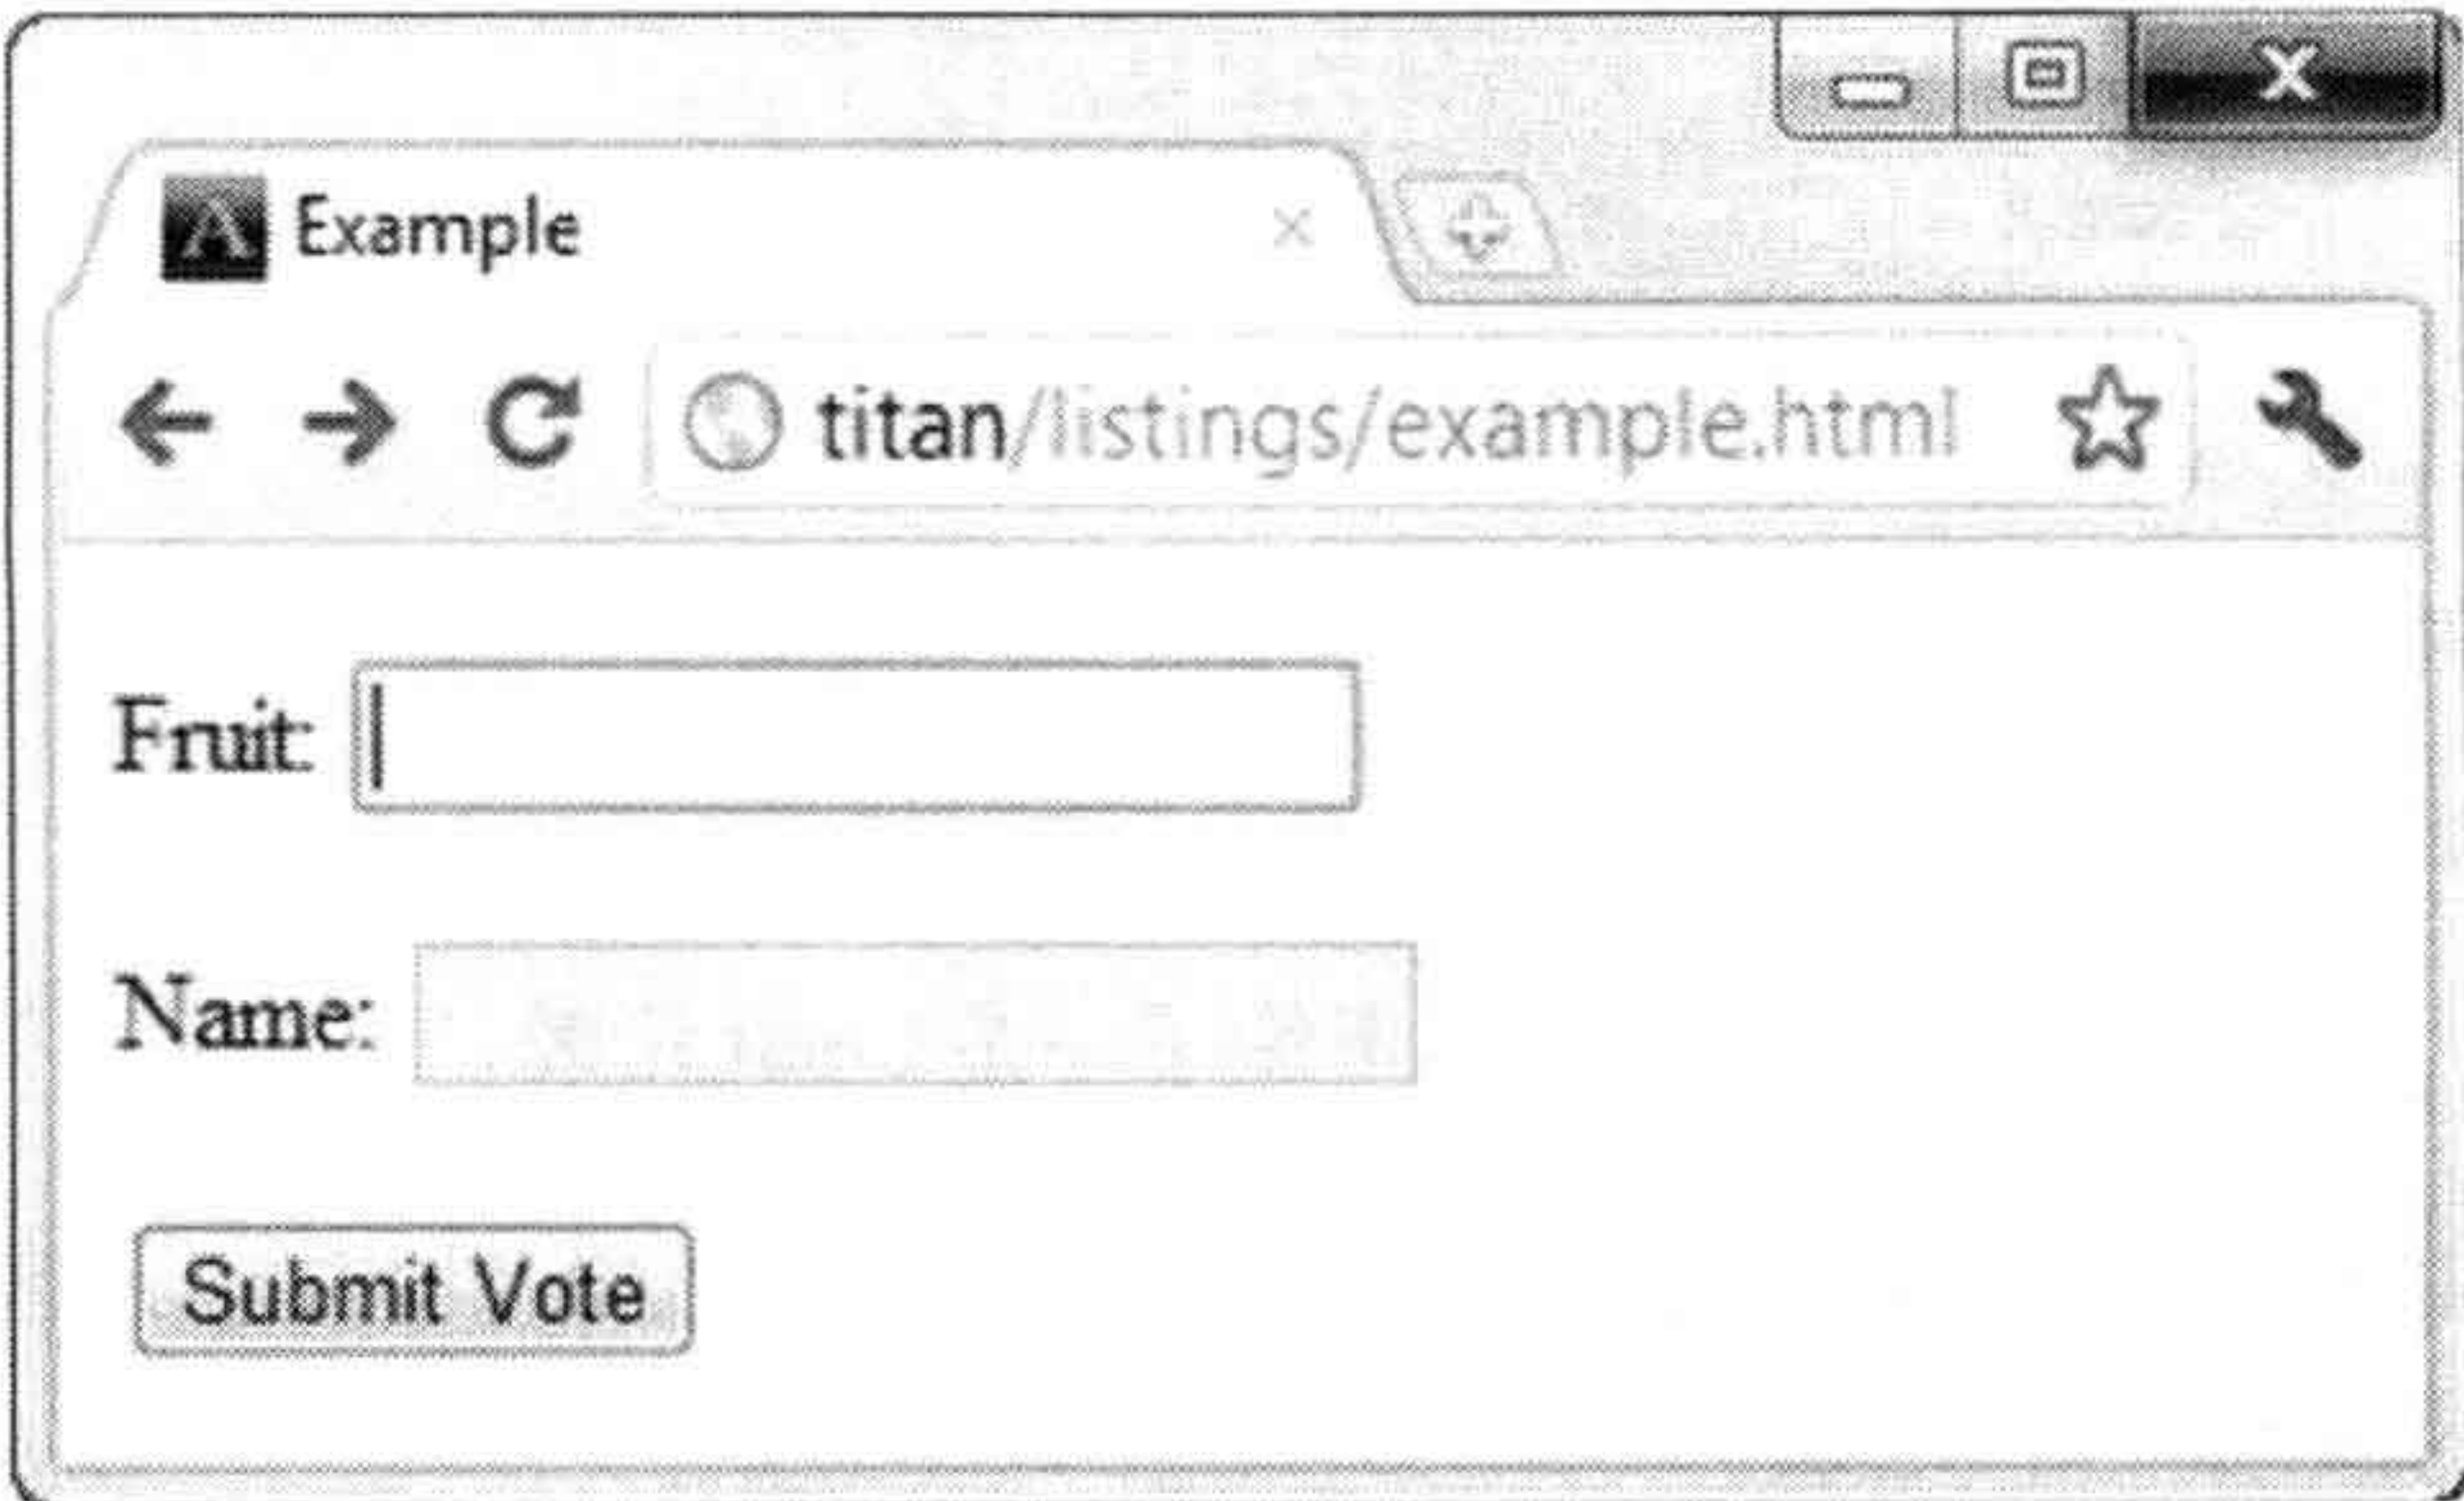 A Example
titan/listings/example.html
Fruit:
Name:
Submit Vote